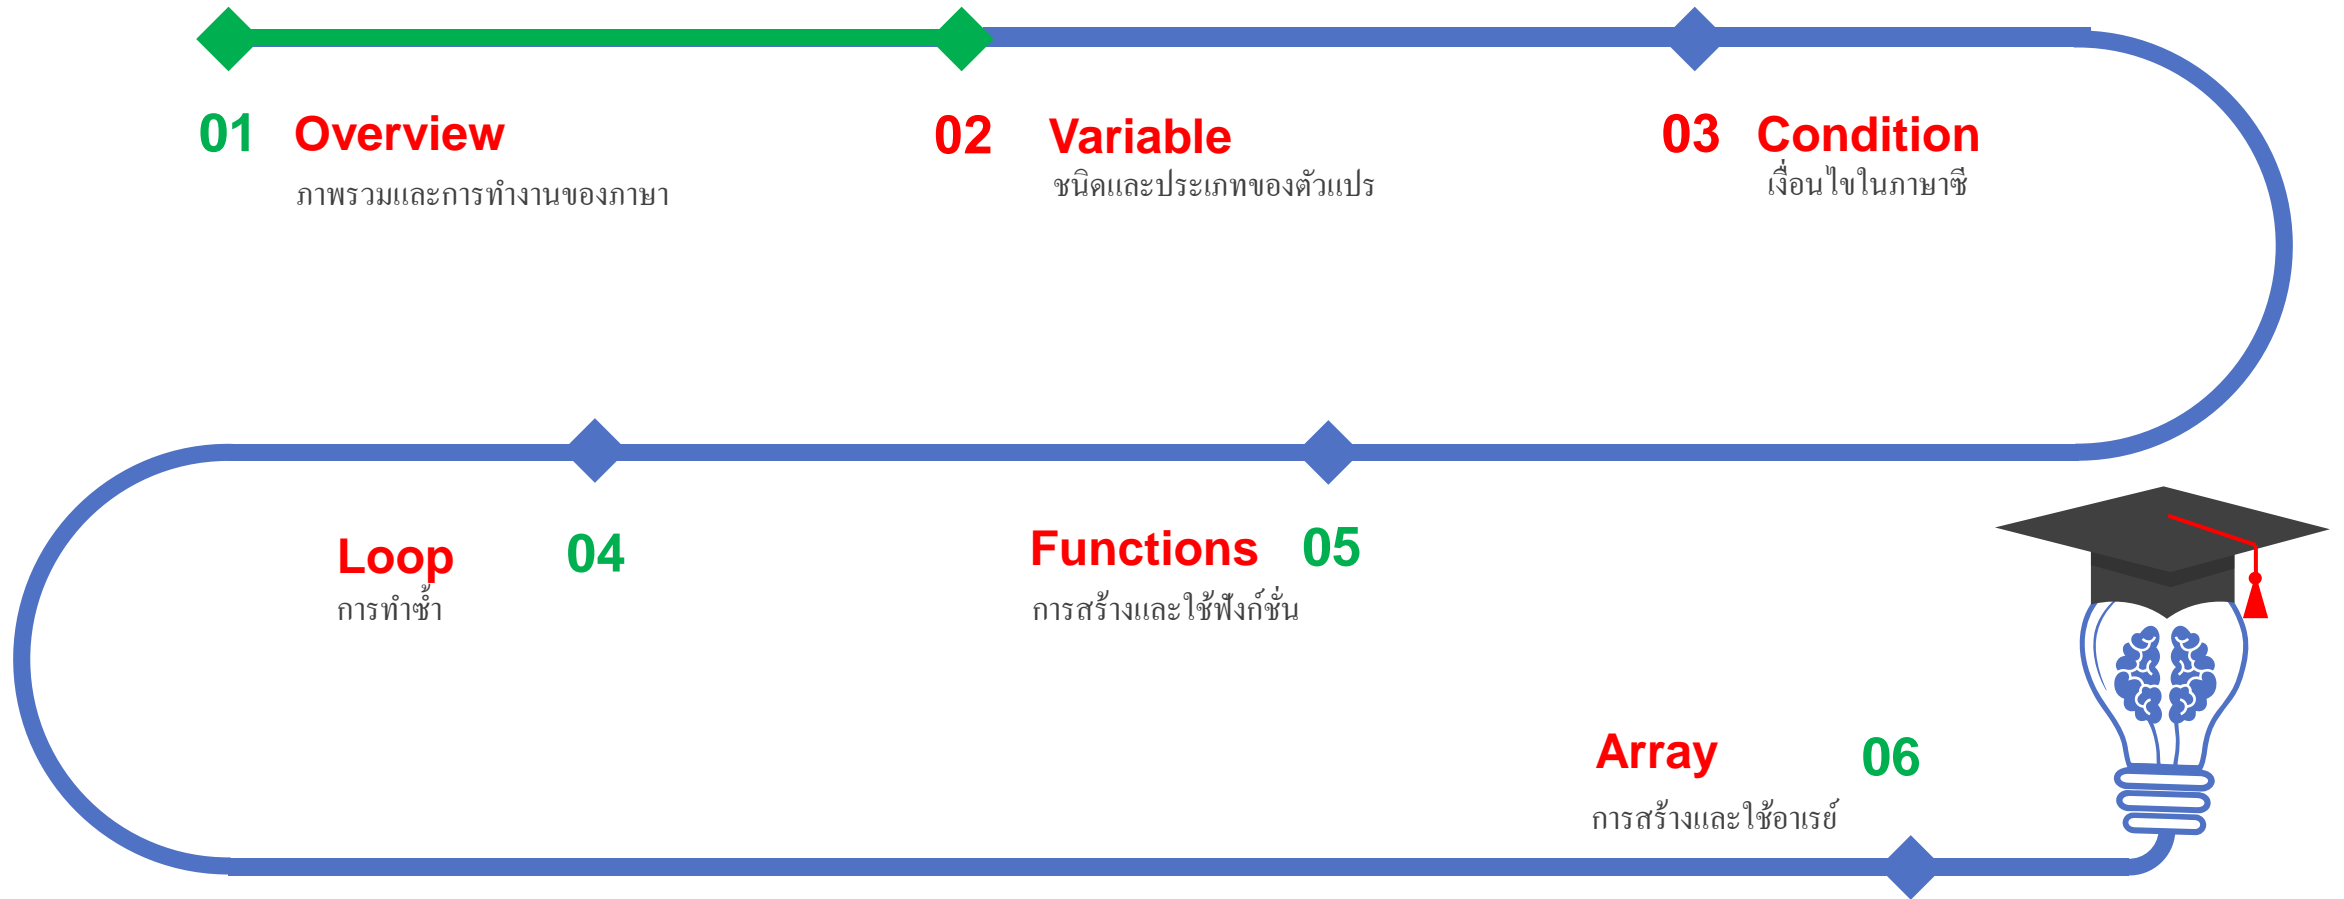 01 Overview
ภาพรวมและการทำงานของภาษา
02 Variable
ชนิดและประเภทของตัวแปร
03 Condition
เงื่อนไขในภาษาซี
Loop 04
การทำซ้ำ
Functions 05
การสร้างและใช้ฟังก์ชั่น
Array 06
การสร้างและใช้อาเรย์